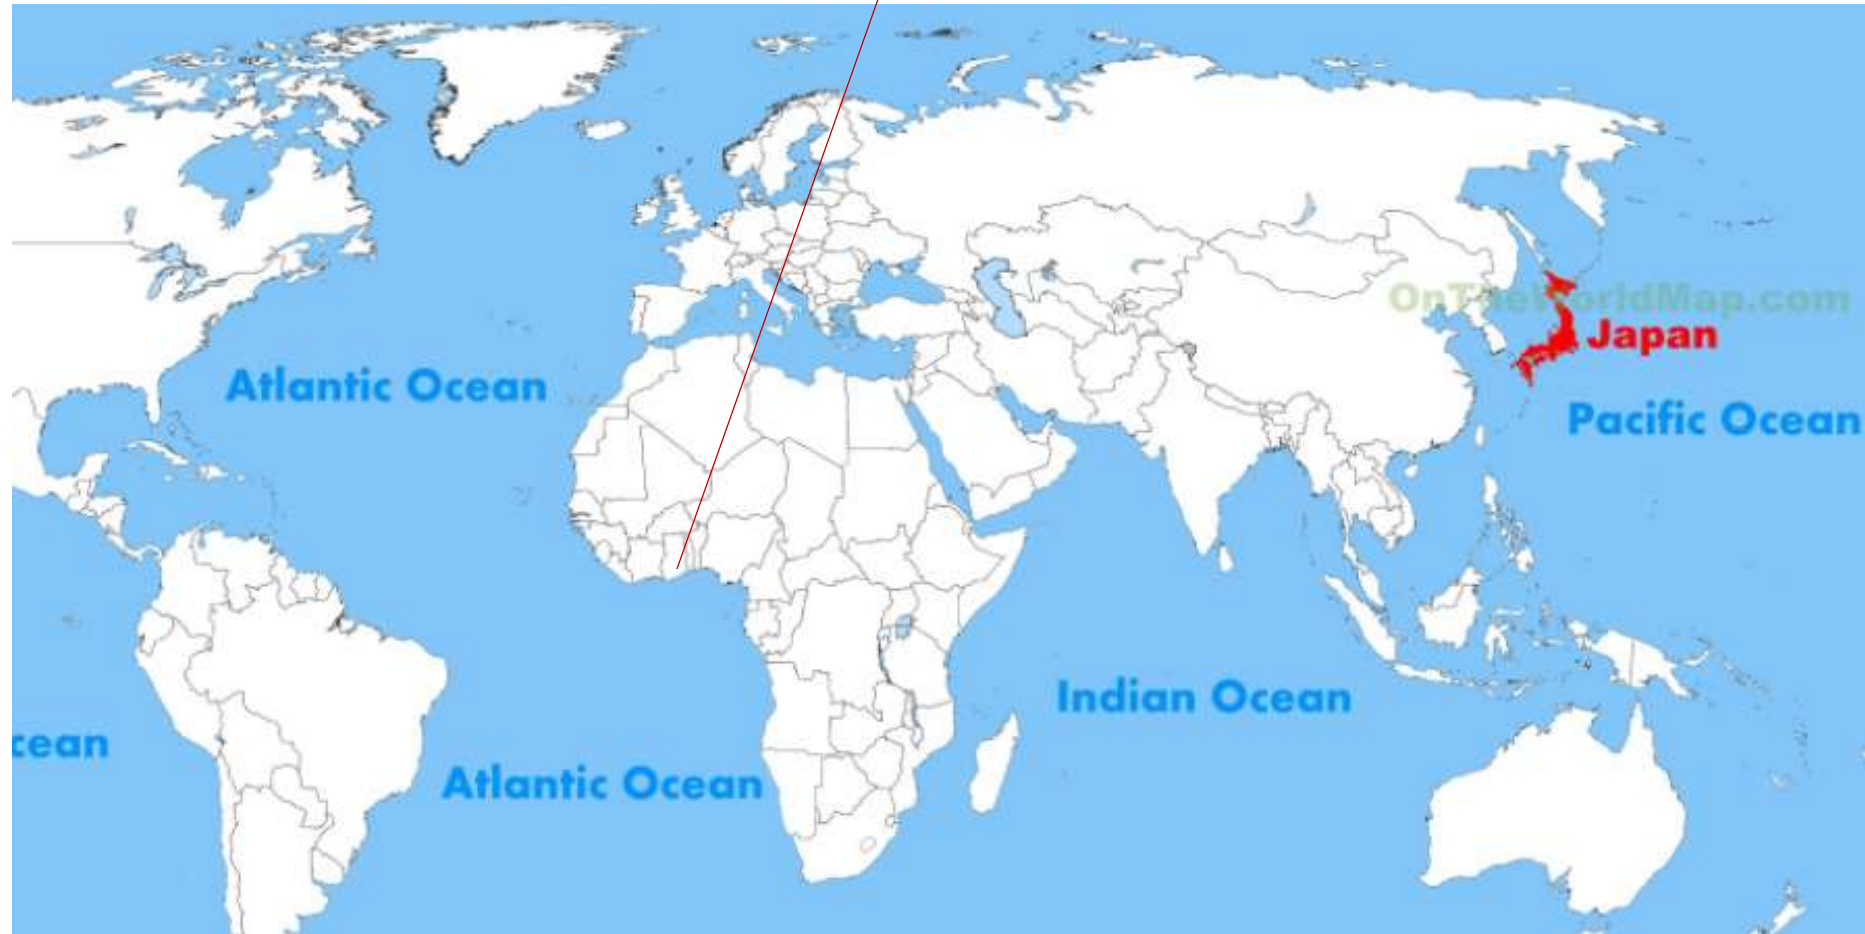 OnTheWorldMap.com
Japan
Atlantic Ocean
Pacific Ocean
Indian Ocean
cean
Atlantic Ocean